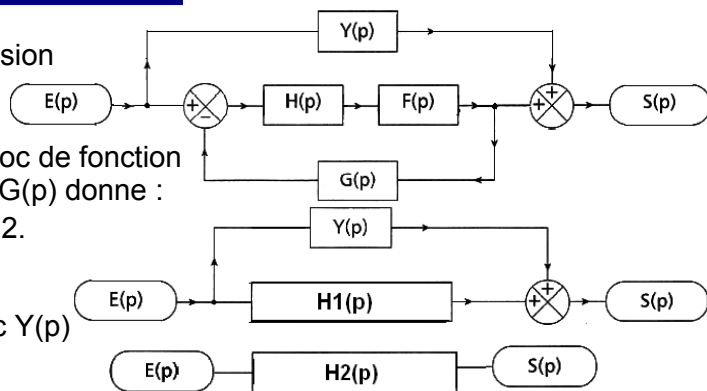 Y(p)
sion
E(p) + − H(p) F(p) + + S(p)
oc de fonction
G(p)
G(p) donne :
2.
Y(p)
E(p) H1(p) + + S(p)
c Y(p)
E(p) H2(p) S(p)